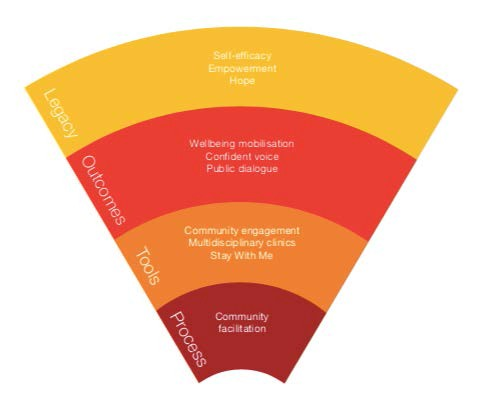 Legacy
Self-efficacy
Empowerment
Hope
Outcomes
Wellbeing mobilisation
Confident voice
Public dialogue
Tools
Community engagement
Multidisciplinary clinics
Stay With Me
Process
Community
facilitation